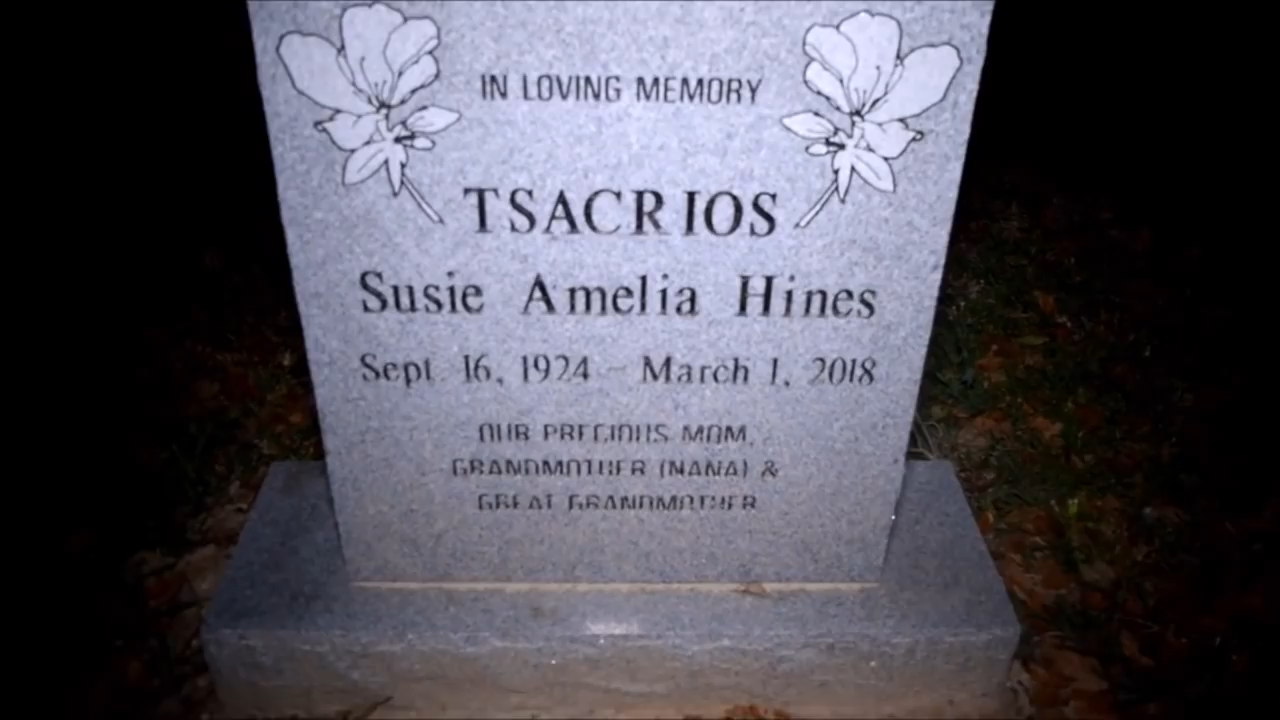 IN LOVING MEMORY
TSACRIOS
Susie Amelia Hines
Sept. 16, 1924 - March 1, 2018
OUR PRECIOUS MOM,
GRANDMOTHER (NANA) &
GREAT GRANDMOTHER